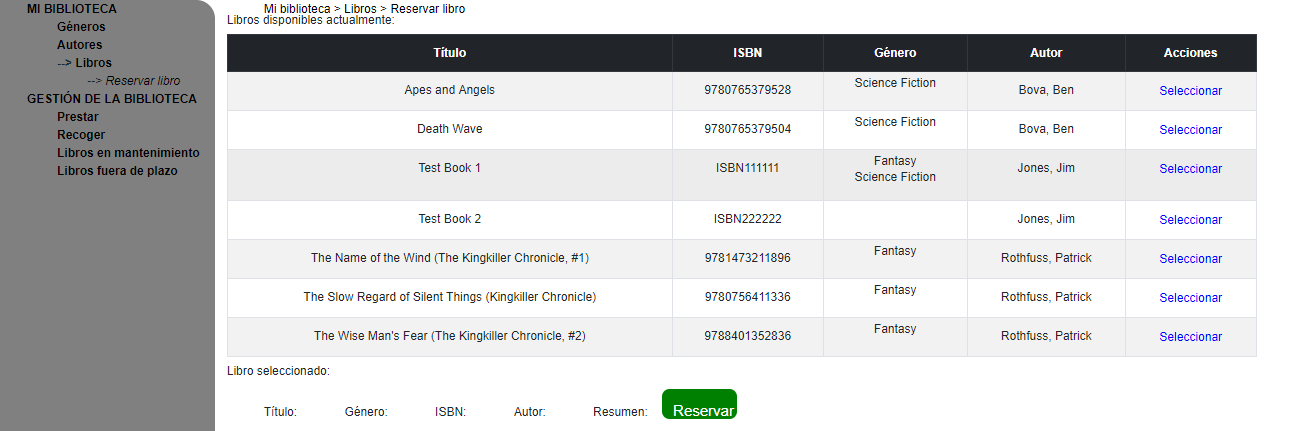 MI BIBLIOTECA
Géneros
Autores
--> Libros
--> Reservar libro
GESTIÓN DE LA BIBLIOTECA
Prestar
Recoger
Libros en mantenimiento
Libros fuera de plazo
Mi biblioteca > Libros > Reservar libro
Libros disponibles actualmente:
Título ISBN Género Autor Acciones
Apes and Angels 9780765379528 Science Fiction Bova, Ben Seleccionar
Death Wave 9780765379504 Science Fiction Bova, Ben Seleccionar
Test Book 1 ISBN111111 Fantasy Jones, Jim Seleccionar
Science Fiction
Test Book 2 ISBN222222 Jones, Jim Seleccionar
The Name of the Wind (The Kingkiller Chronicle, #1) 9781473211896 Fantasy Rothfuss, Patrick Seleccionar
The Slow Regard of Silent Things (Kingkiller Chronicle) 9780756411336 Fantasy Rothfuss, Patrick Seleccionar
The Wise Man's Fear (The Kingkiller Chronicle, #2) 9788401352836 Fantasy Rothfuss, Patrick Seleccionar
Libro seleccionado:
Título: Género: ISBN: Autor: Resumen: Reservar